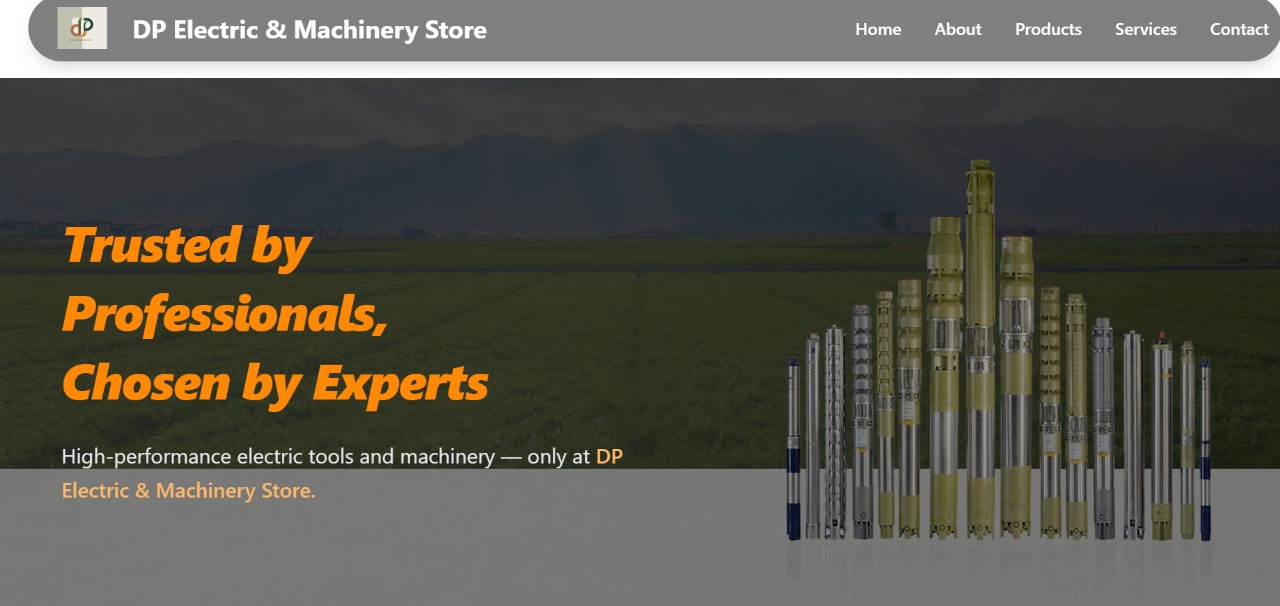 DP Electric & Machinery Store
Home
About
Products
Services
Contact
Trusted by
Professionals,
Chosen by Experts
High-performance electric tools and machinery — only at DP
Electric & Machinery Store.